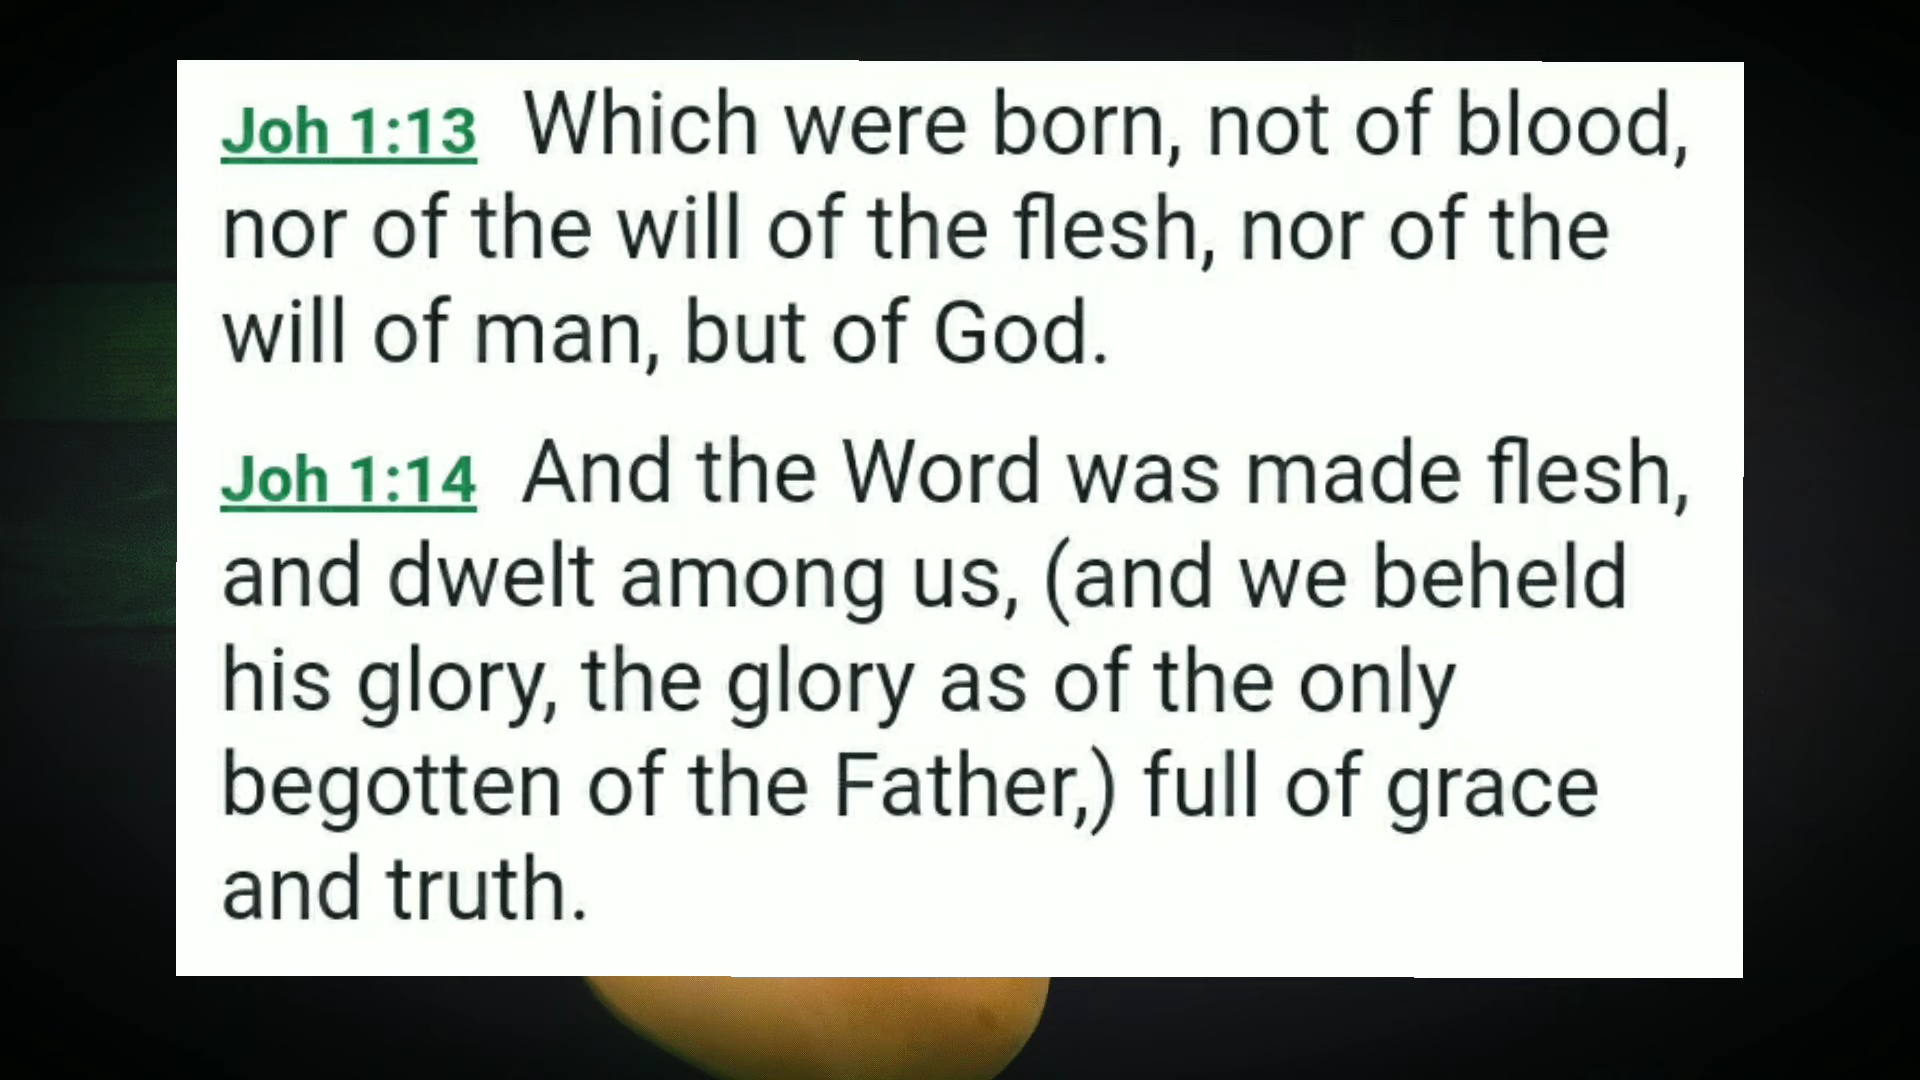 Joh 1:13 Which were born, not of blood,
nor of the will of the flesh, nor of the
will of man, but of God.
Joh 1:14 And the Word was made flesh,
and dwelt among us, (and we beheld
his glory, the glory as of the only
begotten of the Father,) full of grace
and truth.